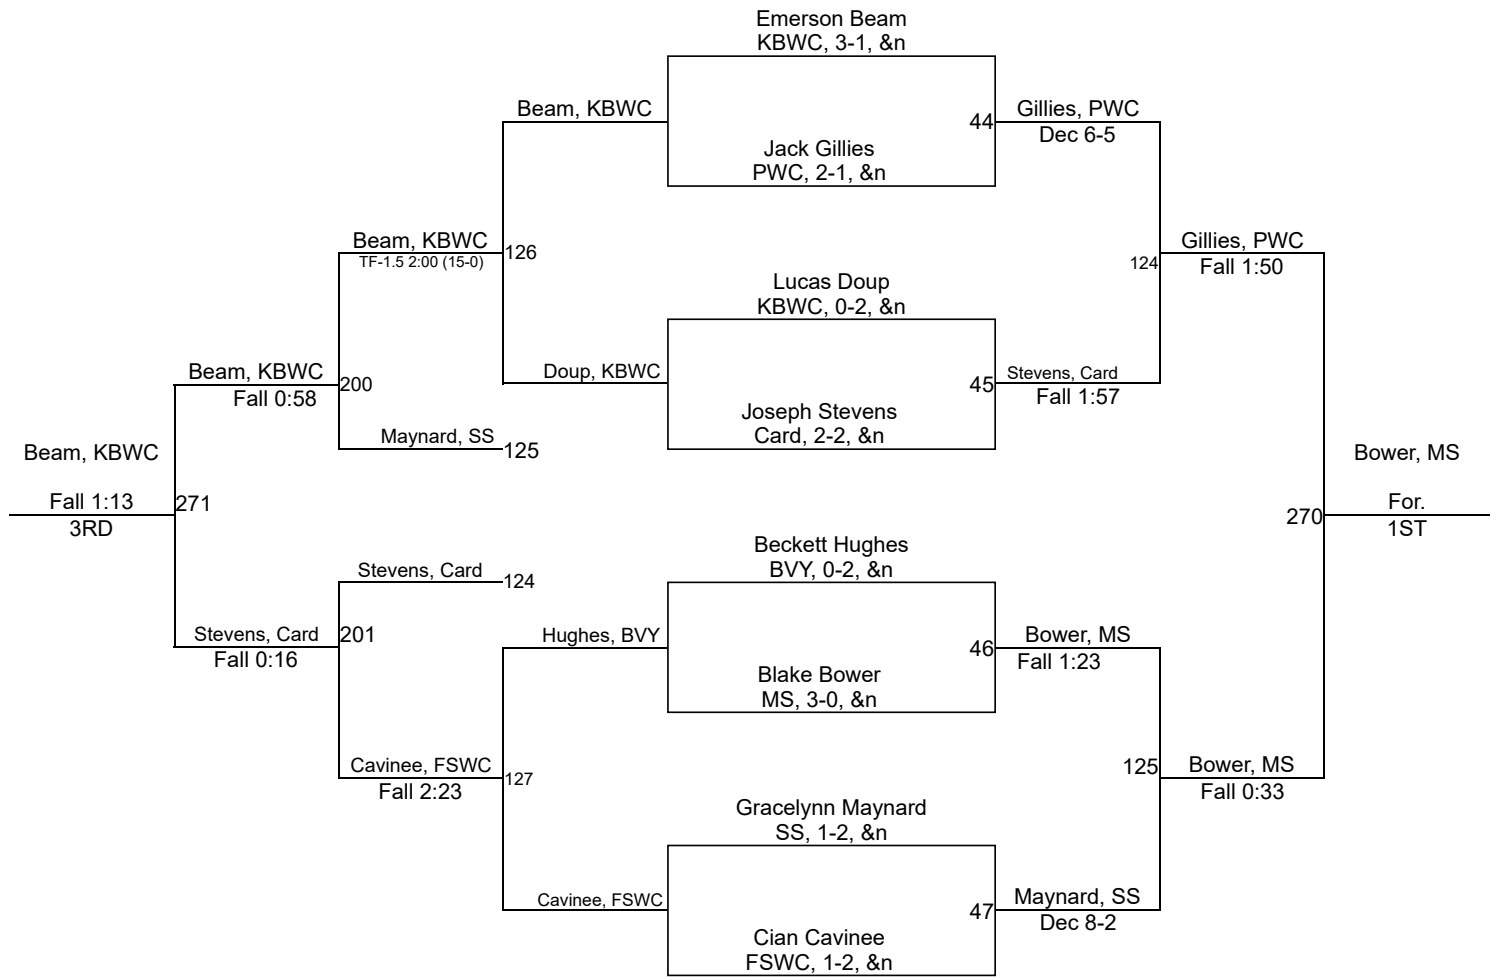 Emerson Beam
KBWC, 3-1, &n
Beam, KBWC
44
Gillies, PWC
Dec 6-5
Jack Gillies
PWC, 2-1, &n
Beam, KBWC
TF-1.5 2:00 (15-0)
126
124
Gillies, PWC
Fall 1:50
Lucas Doup
KBWC, 0-2, &n
Beam, KBWC
Fall 0:58
200
Doup, KBWC
45
Stevens, Card
Fall 1:57
Joseph Stevens
Card, 2-2, &n
Maynard, SS
125
Beam, KBWC
Fall 1:13
3RD
271
Bower, MS
For.
1ST
270
Beckett Hughes
BVY, 0-2, &n
Stevens, Card
124
Stevens, Card
Fall 0:16
201
Hughes, BVY
46
Bower, MS
Fall 1:23
Blake Bower
MS, 3-0, &n
Cavinee, FSWC
Fall 2:23
127
125
Bower, MS
Fall 0:33
Gracelynn Maynard
SS, 1-2, &n
Cavinee, FSWC
47
Maynard, SS
Dec 8-2
Cian Cavinee
FSWC, 1-2, &n